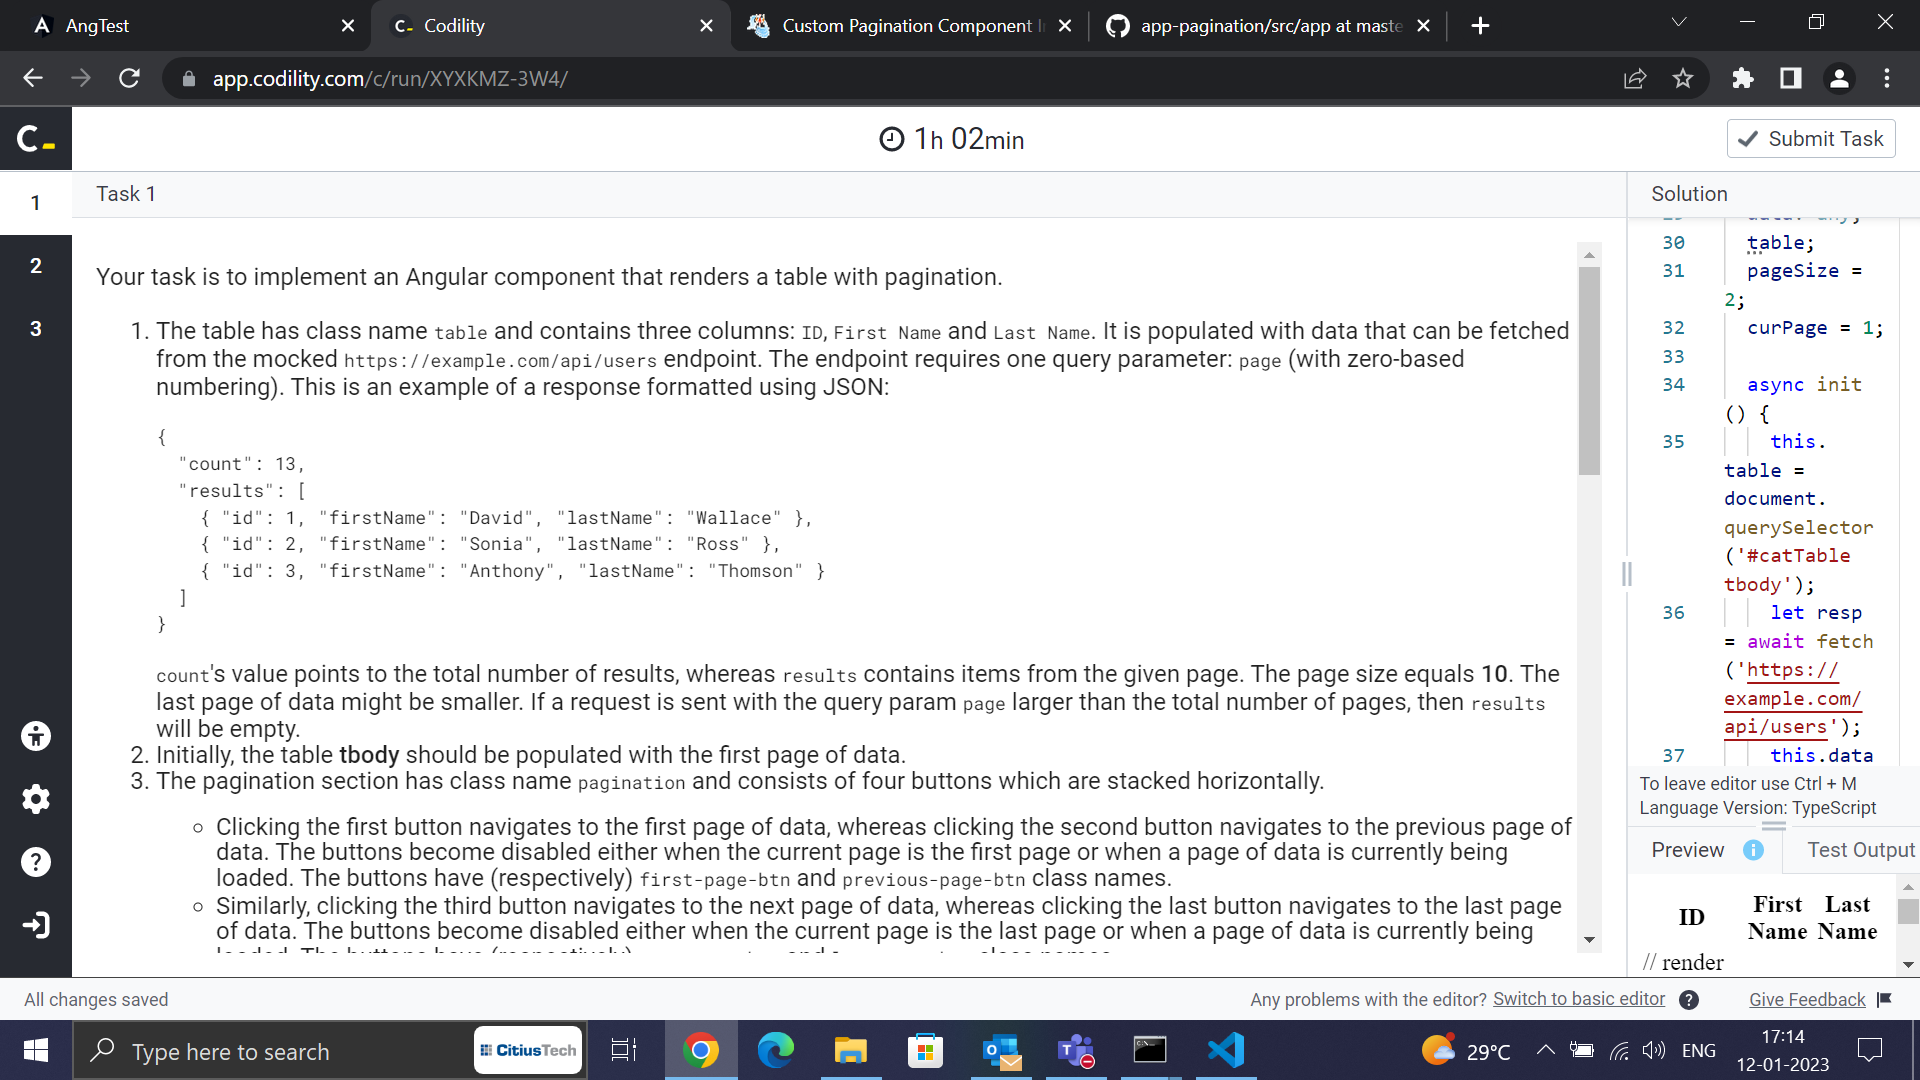 AngTest
Codility
Custom Pagination Component I
app-pagination/src/app at maste
app.codility.com/c/run/XYXKMZ-3W4/
1h 02min
Submit Task
1
2
3
Task 1
Your task is to implement an Angular component that renders a table with pagination.
1. The table has class name table and contains three columns: ID, First Name and Last Name. It is populated with data that can be fetched
from the mocked https://example.com/api/users endpoint. The endpoint requires one query parameter: page (with zero-based
numbering). This is an example of a response formatted using JSON:
{
"count": 13,
"results": [
{ "id": 1, "firstName": "David", "lastName": "Wallace" },
{ "id": 2, "firstName": "Sonia", "lastName": "Ross" },
{ "id": 3, "firstName": "Anthony", "lastName": "Thomson" }
]
}
count's value points to the total number of results, whereas results contains items from the given page. The page size equals 10. The
last page of data might be smaller. If a request is sent with the query param page larger than the total number of pages, then results
will be empty.
2. Initially, the table tbody should be populated with the first page of data.
3. The pagination section has class name pagination and consists of four buttons which are stacked horizontally.
Clicking the first button navigates to the first page of data, whereas clicking the second button navigates to the previous page of
data. The buttons become disabled either when the current page is the first page or when a page of data is currently being
loaded. The buttons have (respectively) first-page-btn and previous-page-btn class names.
Similarly, clicking the third button navigates to the next page of data, whereas clicking the last button navigates to the last page
of data. The buttons become disabled either when the current page is the last page or when a page of data is currently being
Solution
30 table;
31 pageSize =
2;
32 curPage = 1;
33
34 async init
() {
35 this.
table =
document.
querySelector
('#catTable
tbody');
36 let resp
= await fetch
('https://
example.com/
api/users');
37 this.data
To leave editor use Ctrl + M
Language Version: TypeScript
Preview
Test Output
ID First Name Last Name
// render
All changes saved
Any problems with the editor? Switch to basic editor
Give Feedback
Type here to search
CitiusTech
29°C
ENG
17:14
12-01-2023